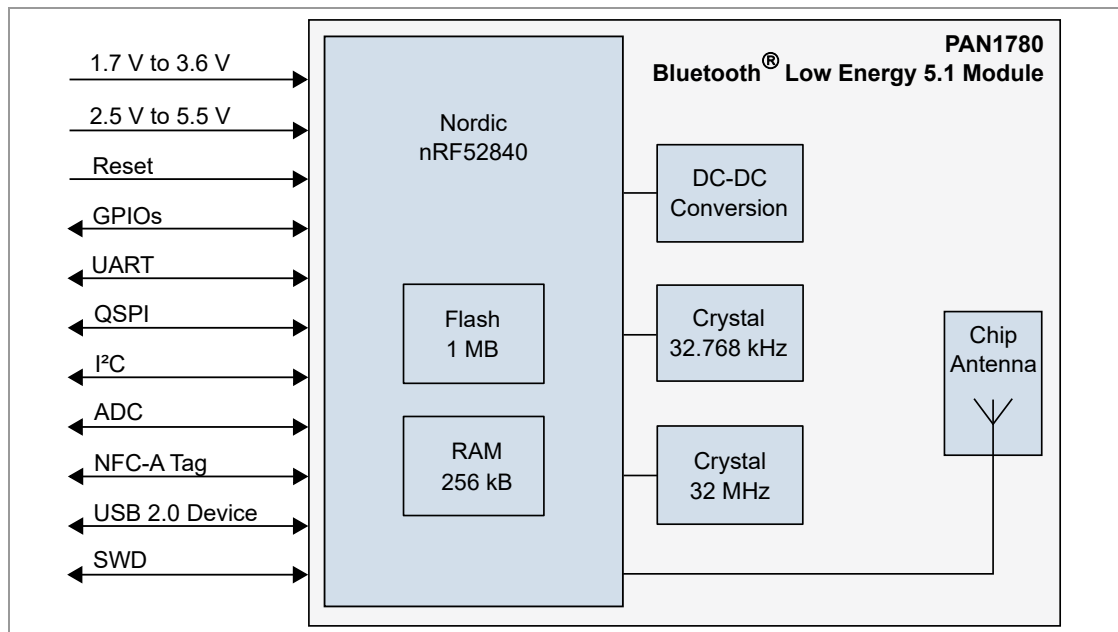 PAN1780
Bluetooth® Low Energy 5.1 Module
1.7 V to 3.6 V
2.5 V to 5.5 V
Reset
GPIOs
UART
QSPI
I²C
ADC
NFC-A Tag
USB 2.0 Device
SWD
Nordic
nRF52840
Flash
1 MB
RAM
256 kB
DC-DC
Conversion
Crystal
32.768 kHz
Crystal
32 MHz
Chip
Antenna